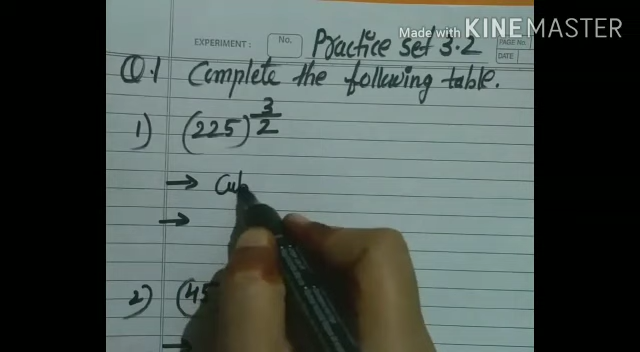 Made with KINEMASTER
EXPERIMENT : No. Practice Set 3.2 PAGE No.
DATE
Q.1 Complete the following table.
1) (225)^{3/2}
→ Cub
→
2) (45
→